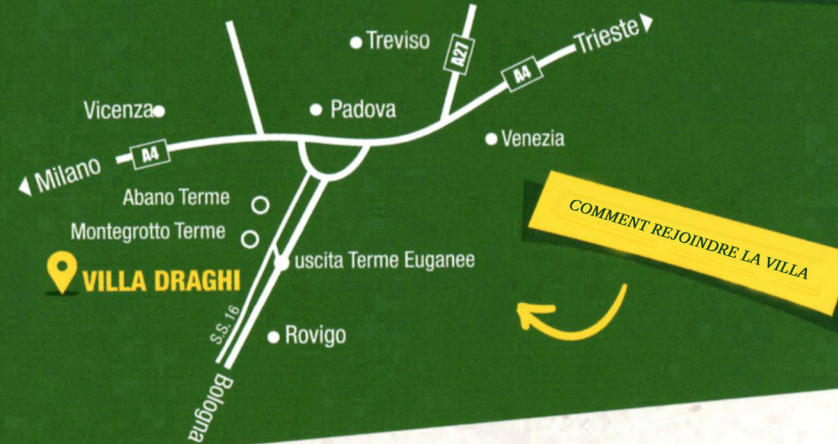 Treviso
A27
Trieste
A4
Vicenza
Padova
Venezia
A4
Milano
Abano Terme
Montegrotto Terme
VILLA DRAGHI
uscita Terme Euganee
S.S. 16
Rovigo
Bologna
COMMENT REJOINDRE LA VILLA